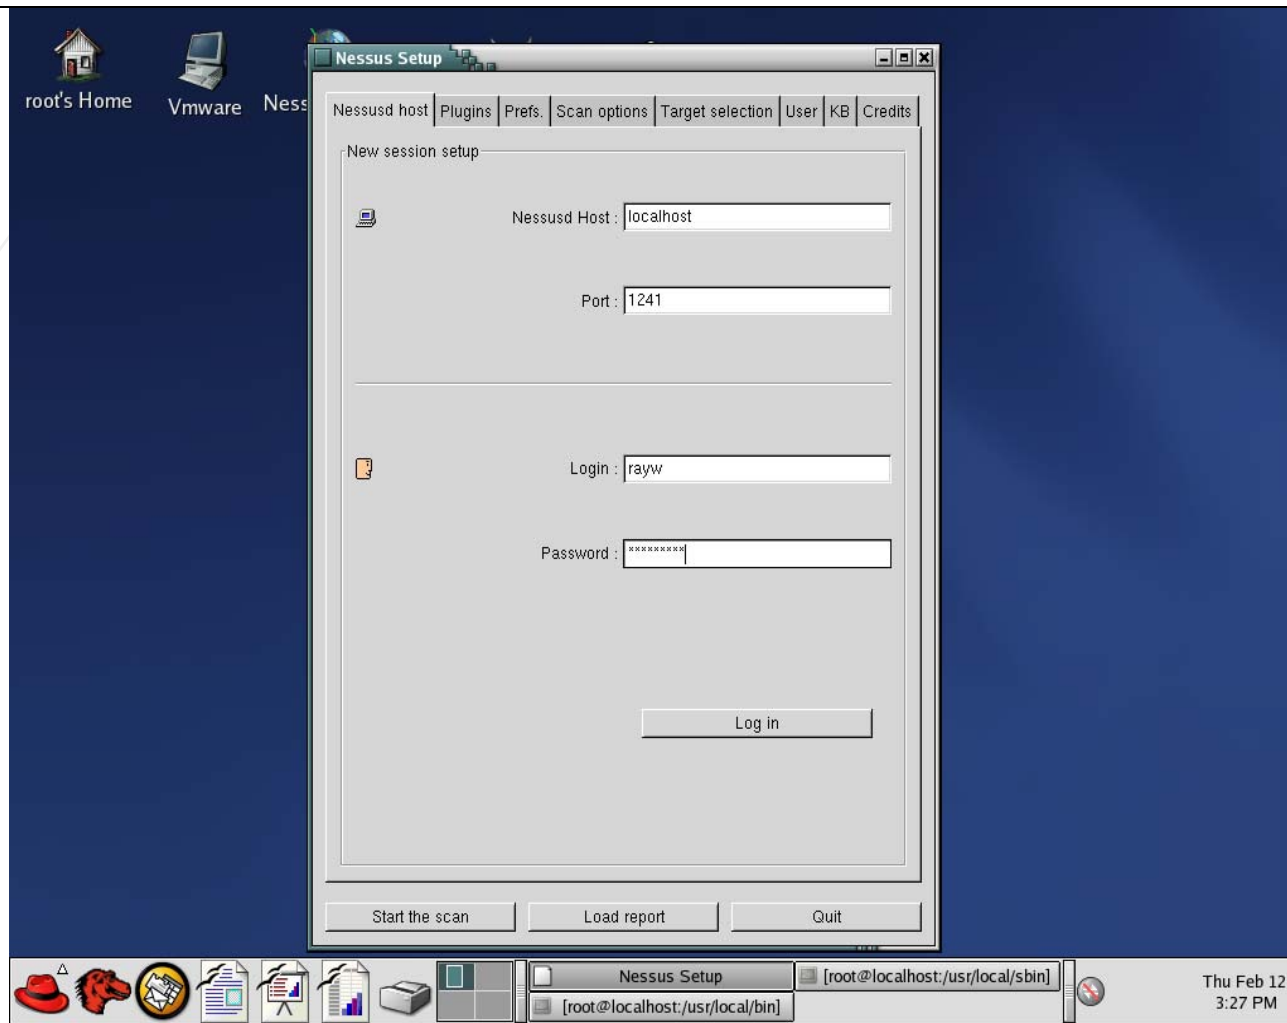 root's Home
Vmware
Ness
Nessus Setup
Nessusd host
Plugins
Prefs.
Scan options
Target selection
User
KB
Credits
New session setup
Nessusd Host : localhost
Port : 1241
Login : rayw
Password : *********
Log in
Start the scan
Load report
Quit
Nessus Setup
[root@localhost:/usr/local/sbin]
[root@localhost:/usr/local/bin]
Thu Feb 12
3:27 PM